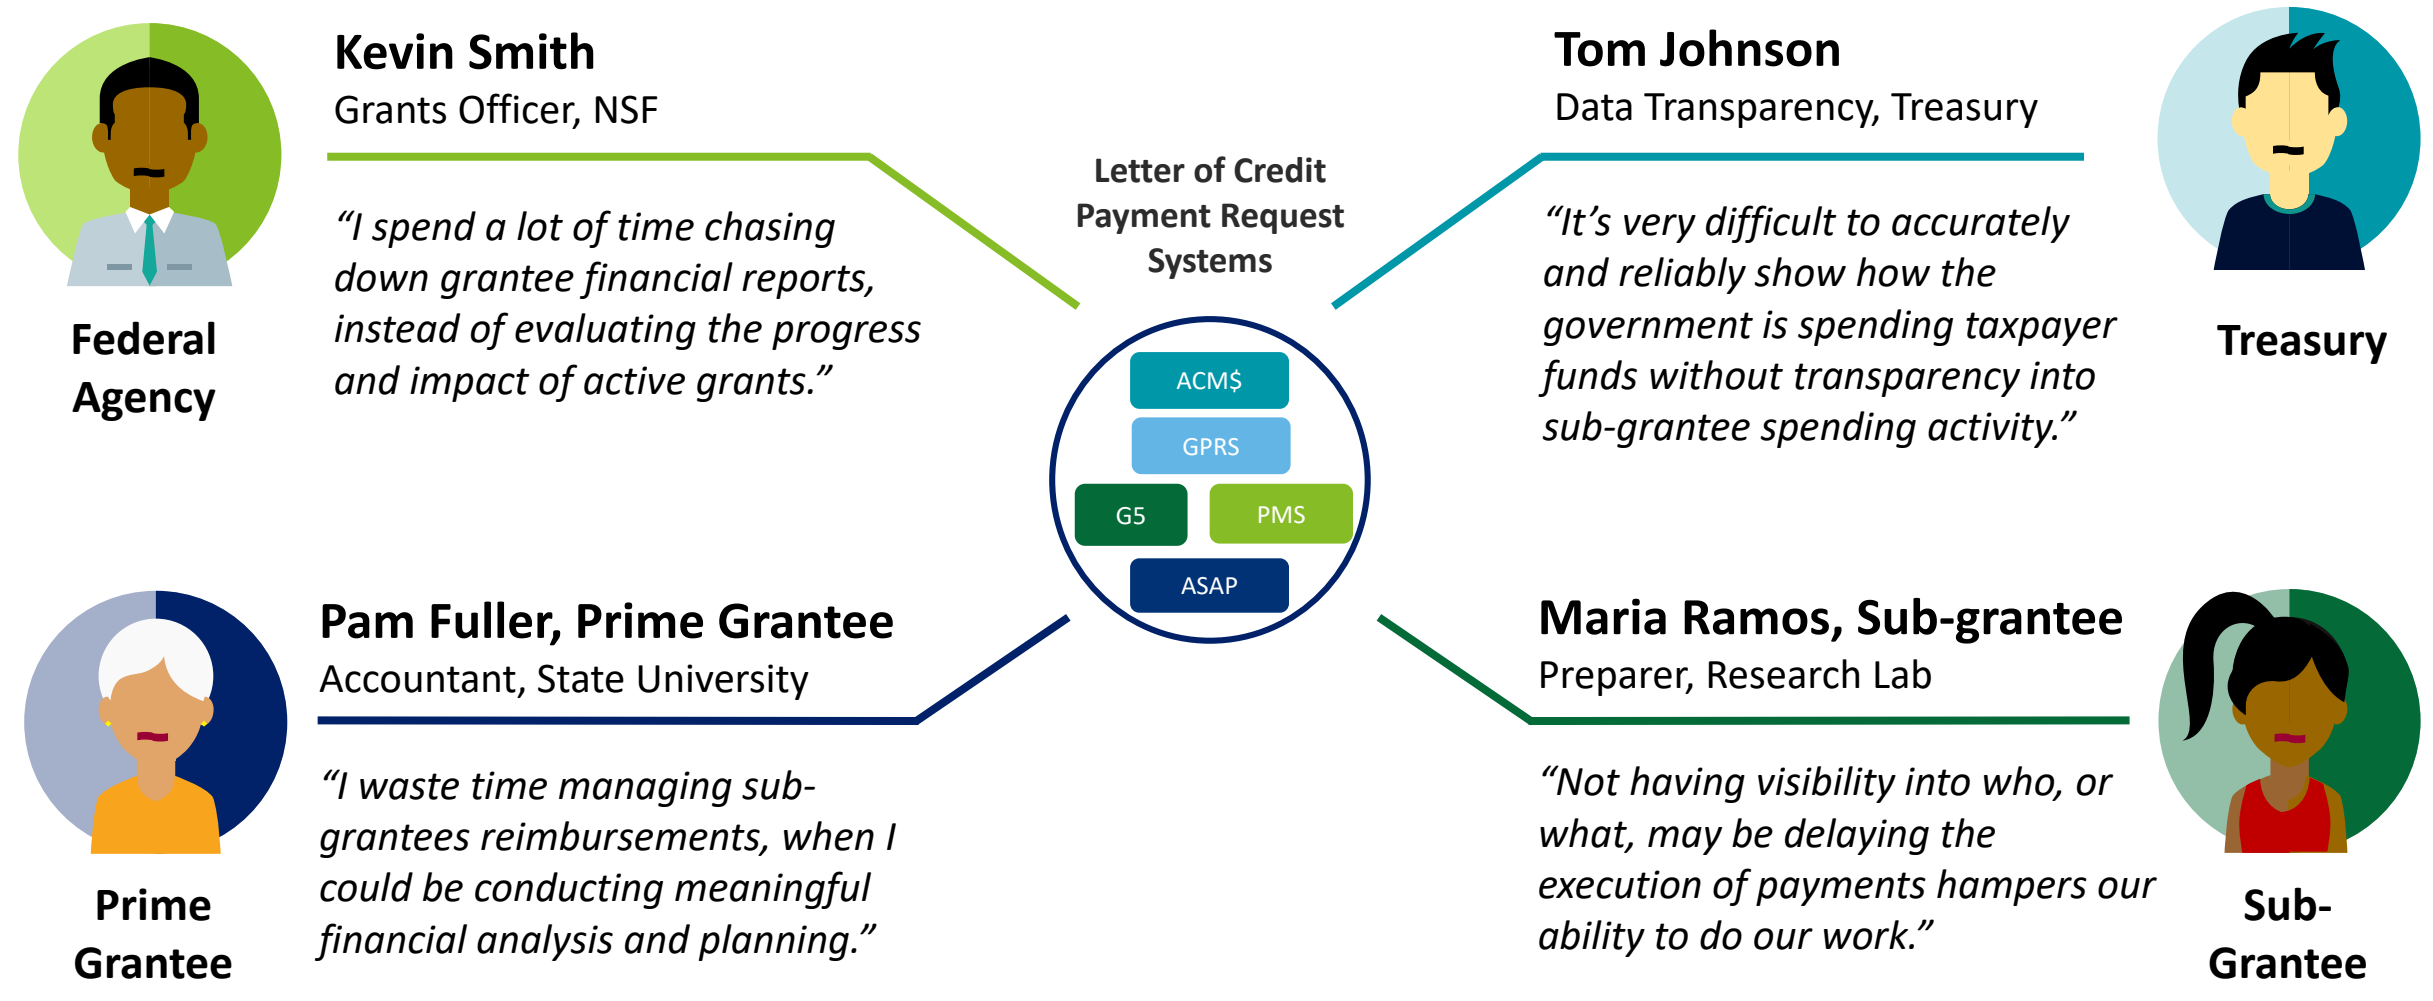 Kevin Smith
Grants Officer, NSF
“I spend a lot of time chasing
down grantee financial reports,
instead of evaluating the progress
and impact of active grants.”
Federal
Agency
Letter of Credit
Payment Request
Systems
ACM$
GPRS
G5
PMS
ASAP
Tom Johnson
Data Transparency, Treasury
“It’s very difficult to accurately
and reliably show how the
government is spending taxpayer
funds without transparency into
sub-grantee spending activity.”
Treasury
Pam Fuller, Prime Grantee
Accountant, State University
“I waste time managing sub-
grantees reimbursements, when I
could be conducting meaningful
financial analysis and planning.”
Prime
Grantee
Maria Ramos, Sub-grantee
Preparer, Research Lab
“Not having visibility into who, or
what, may be delaying the
execution of payments hampers our
ability to do our work.”
Sub-
Grantee